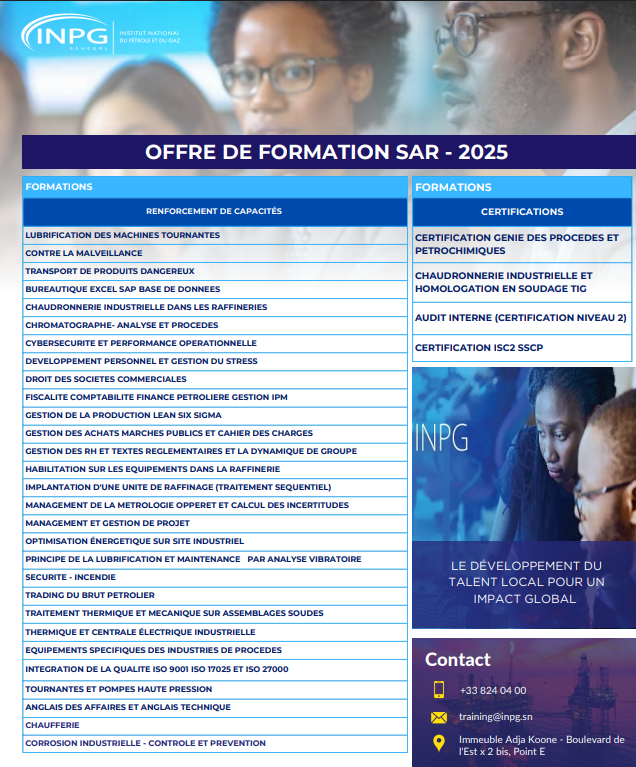 INPG
SENEGAL
INSTITUT NATIONAL
DU PÉTROLE ET DU GAZ
OFFRE DE FORMATION SAR - 2025
FORMATIONS
RENFORCEMENT DE CAPACITÉS
LUBRIFICATION DES MACHINES TOURNANTES
CONTRE LA MALVEILLANCE
TRANSPORT DE PRODUITS DANGEREUX
BUREAUTIQUE EXCEL SAP BASE DE DONNEES
CHAUDRONNERIE INDUSTRIELLE DANS LES RAFFINERIES
CHROMATOGRAPHE- ANALYSE ET PROCEDES
CYBERSECURITE ET PERFORMANCE OPERATIONNELLE
DEVELOPPEMENT PERSONNEL ET GESTION DU STRESS
DROIT DES SOCIETES COMMERCIALES
FISCALITE COMPTABILITE FINANCE PETROLIERE GESTION IPM
GESTION DE LA PRODUCTION LEAN SIX SIGMA
GESTION DES ACHATS MARCHES PUBLICS ET CAHIER DES CHARGES
GESTION DES RH ET TEXTES REGLEMENTAIRES ET LA DYNAMIQUE DE GROUPE
HABILITATION SUR LES EQUIPEMENTS DANS LA RAFFINERIE
IMPLANTATION D'UNE UNITE DE RAFFINAGE (TRAITEMENT SEQUENTIEL)
MANAGEMENT DE LA METROLOGIE OPPERET ET CALCUL DES INCERTITUDES
MANAGEMENT ET GESTION DE PROJET
OPTIMISATION ÉNERGETIQUE SUR SITE INDUSTRIEL
PRINCIPE DE LA LUBRIFICATION ET MAINTENANCE PAR ANALYSE VIBRATOIRE
SECURITE - INCENDIE
TRADING DU BRUT PETROLIER
TRAITEMENT THERMIQUE ET MECANIQUE SUR ASSEMBLAGES SOUDES
THERMIQUE ET CENTRALE ÉLECTRIQUE INDUSTRIELLE
EQUIPEMENTS SPECIFIQUES DES INDUSTRIES DE PROCEDES
INTEGRATION DE LA QUALITE ISO 9001 ISO 17025 ET ISO 27000
TOURNANTES ET POMPES HAUTE PRESSION
ANGLAIS DES AFFAIRES ET ANGLAIS TECHNIQUE
CHAUFFERIE
CORROSION INDUSTRIELLE - CONTROLE ET PREVENTION
FORMATIONS
CERTIFICATIONS
CERTIFICATION GENIE DES PROCEDES ET
PETROCHIMIQUES
CHAUDRONNERIE INDUSTRIELLE ET
HOMOLOGATION EN SOUDAGE TIG
AUDIT INTERNE (CERTIFICATION NIVEAU 2)
CERTIFICATION ISC2 SSCP
INPG
LE DÉVELOPPEMENT DU
TALENT LOCAL POUR UN
IMPACT GLOBAL
Contact
+33 824 04 00
training@inpg.sn
Immeuble Adja Koone - Boulevard de
l'Est x 2 bis, Point E